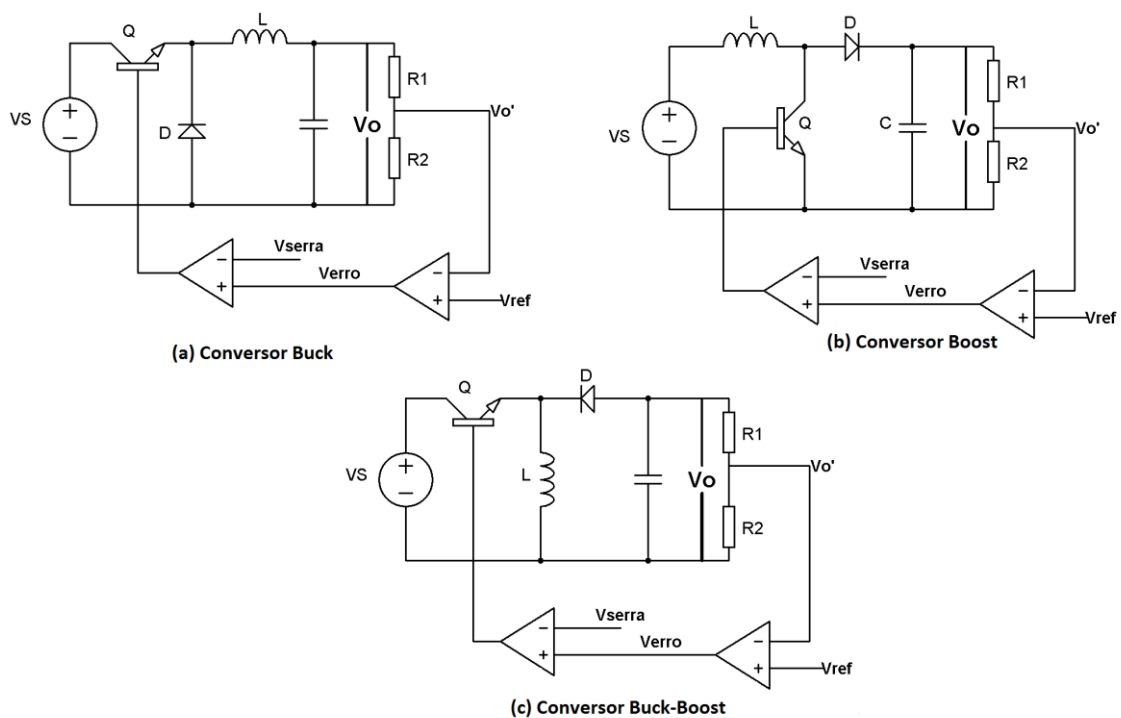 Q
L
VS
D
Vo
R1
R2
Vo'
Vserra
Verro
Vref
(a) Conversor Buck
L
D
VS
Q
C
Vo
R1
R2
Vo'
Vserra
Verro
Vref
(b) Conversor Boost
Q
D
VS
L
Vo
R1
R2
Vo'
Vserra
Verro
Vref
(c) Conversor Buck-Boost